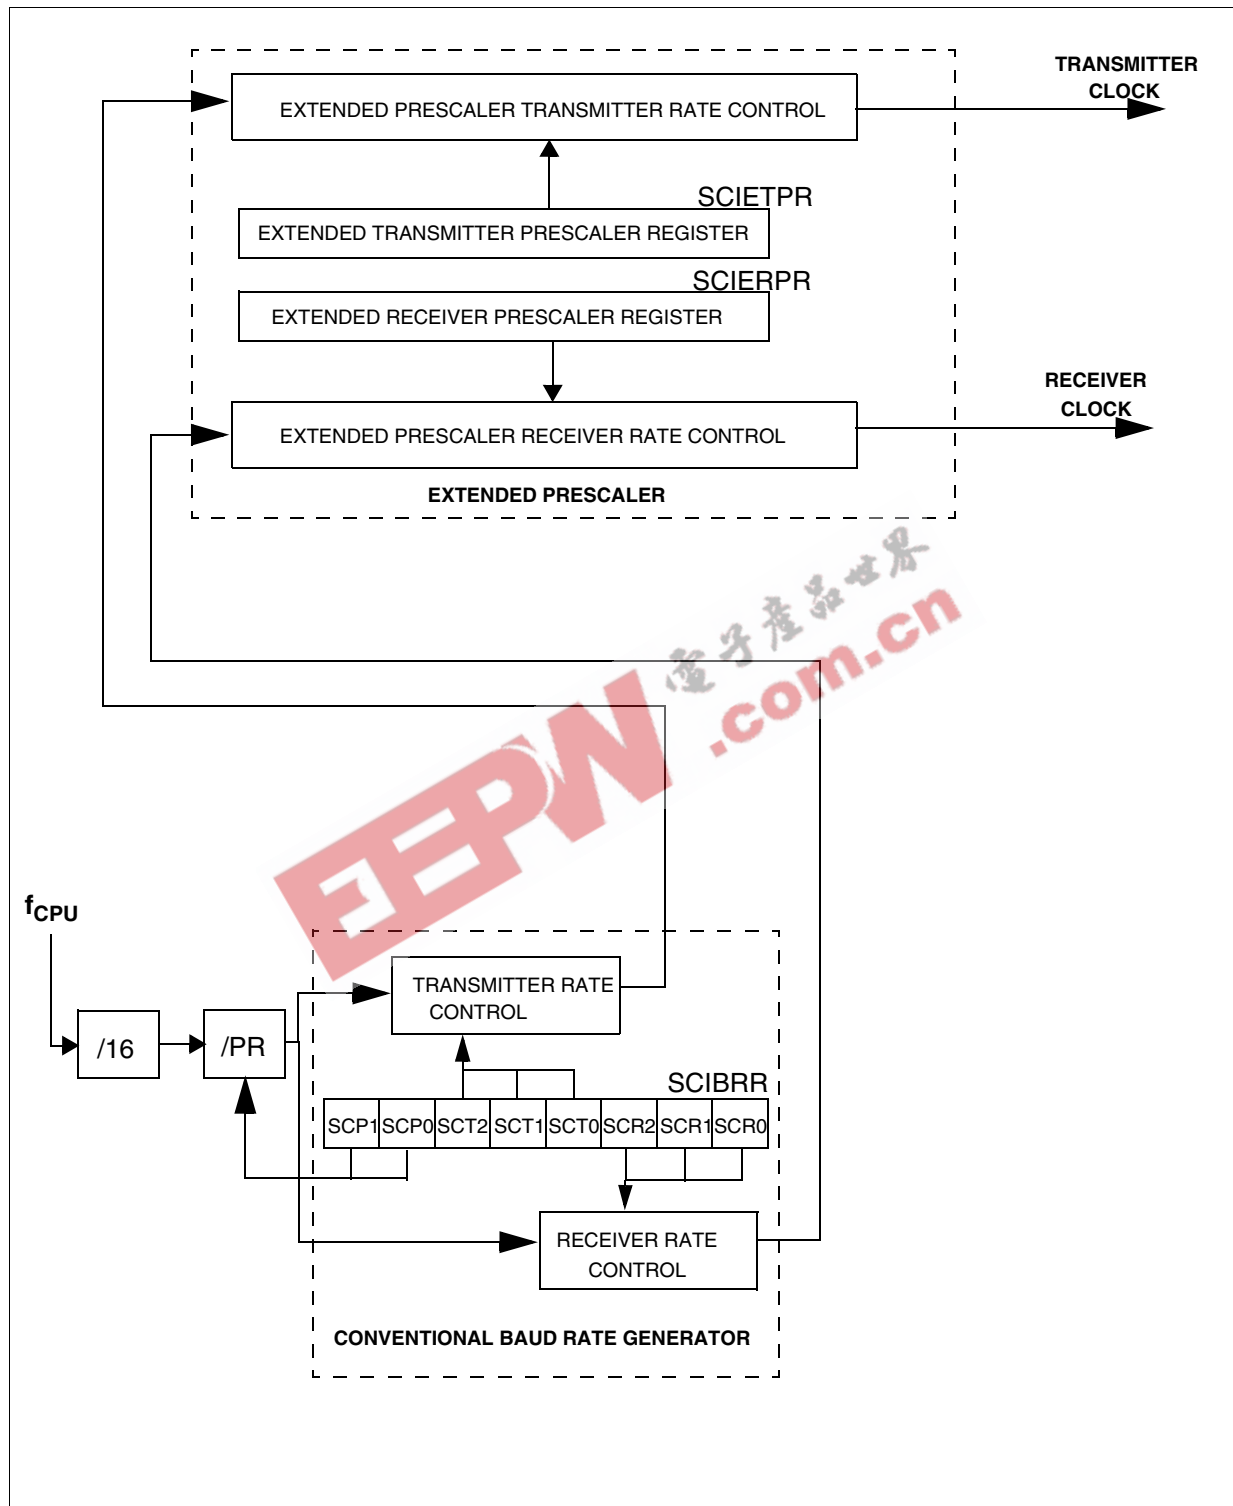 TRANSMITTER
CLOCK
EXTENDED PRESCALER TRANSMITTER RATE CONTROL
SCIETPR
EXTENDED TRANSMITTER PRESCALER REGISTER
SCIERPR
EXTENDED RECEIVER PRESCALER REGISTER
RECEIVER
CLOCK
EXTENDED PRESCALER RECEIVER RATE CONTROL
EXTENDED PRESCALER
電子產品世界
EEPW.com.cn
fCPU
TRANSMITTER RATE
CONTROL
/16
/PR
SCIBRR
SCP1 SCP0 SCT2 SCT1 SCT0 SCR2 SCR1 SCR0
RECEIVER RATE
CONTROL
CONVENTIONAL BAUD RATE GENERATOR